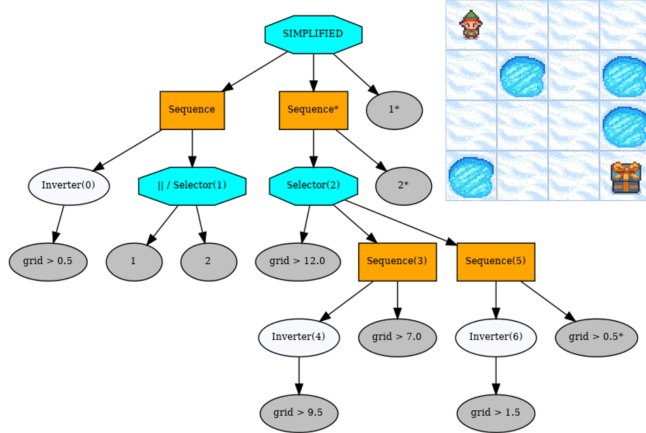 SIMPLIFIED
Sequence
Sequence*
1*
Inverter(0)
|| / Selector(1)
Selector(2)
2*
grid > 0.5
1
2
grid > 12.0
Sequence(3)
Sequence(5)
Inverter(4)
grid > 7.0
Inverter(6)
grid > 0.5*
grid > 9.5
grid > 1.5